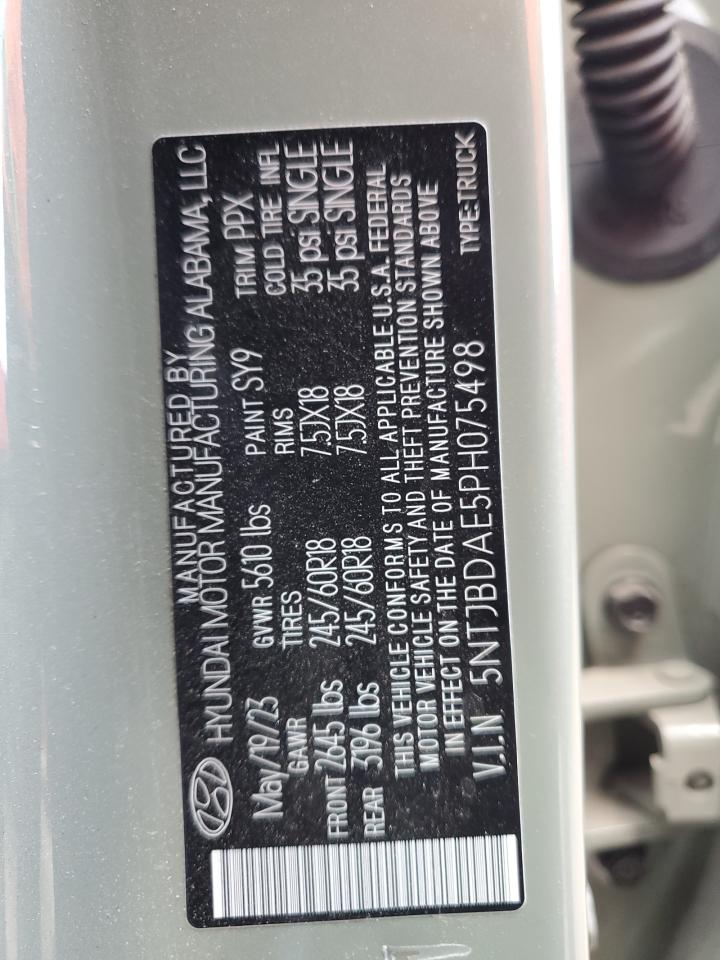 MANUFACTURED BY
HYUNDAI MOTOR MANUFACTURING ALABAMA, LLC
May/19/23 GVWR 5610 lbs PAINT SY9 TRIM PPX
GAWR TIRES RIMS COLD TIRE INFL
FRONT 2645 lbs 245/60R18 7.5JX18 35 psi SINGLE
REAR 3196 lbs 245/60R18 7.5JX18 35 psi SINGLE
THIS VEHICLE CONFORMS TO ALL APPLICABLE U.S.A. FEDERAL
MOTOR VEHICLE SAFETY AND THEFT PREVENTION STANDARDS
IN EFFECT ON THE DATE OF MANUFACTURE SHOWN ABOVE
V.I.N 5NTJBDAE5PH075498 TYPE: TRUCK